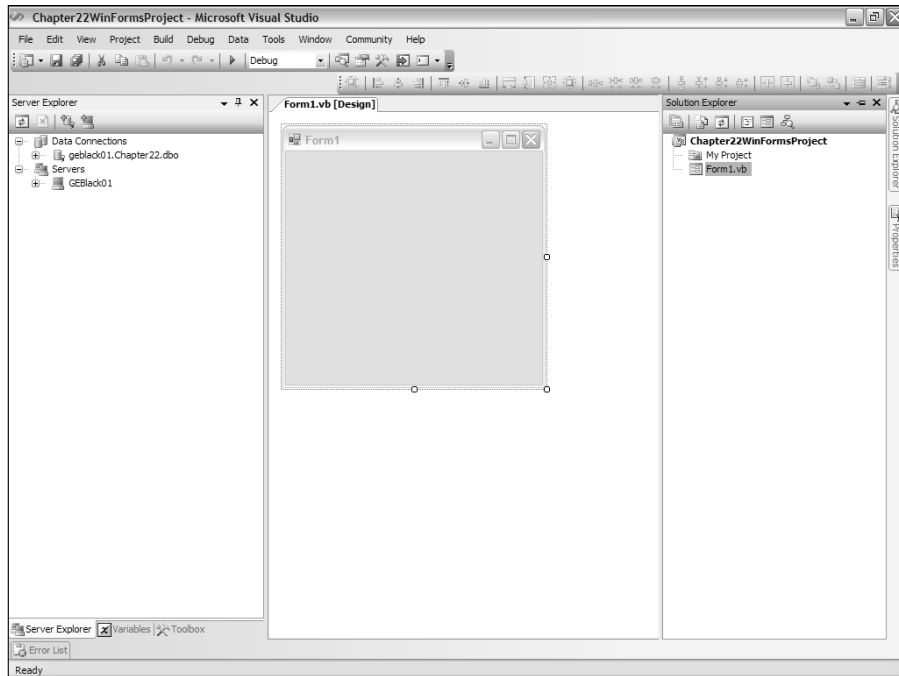 Chapter22WinFormsProject - Microsoft Visual Studio
File Edit View Project Build Debug Data Tools Window Community Help
Debug
Server Explorer
Form1.vb [Design]
Solution Explorer
Data Connections
geblack01.Chapter22.dbo
Servers
GEBlack01
Form1
Chapter22WinFormsProject
My Project
Form1.vb
Solution Explorer
Properties
Server Explorer Variables Toolbox
Error List
Ready